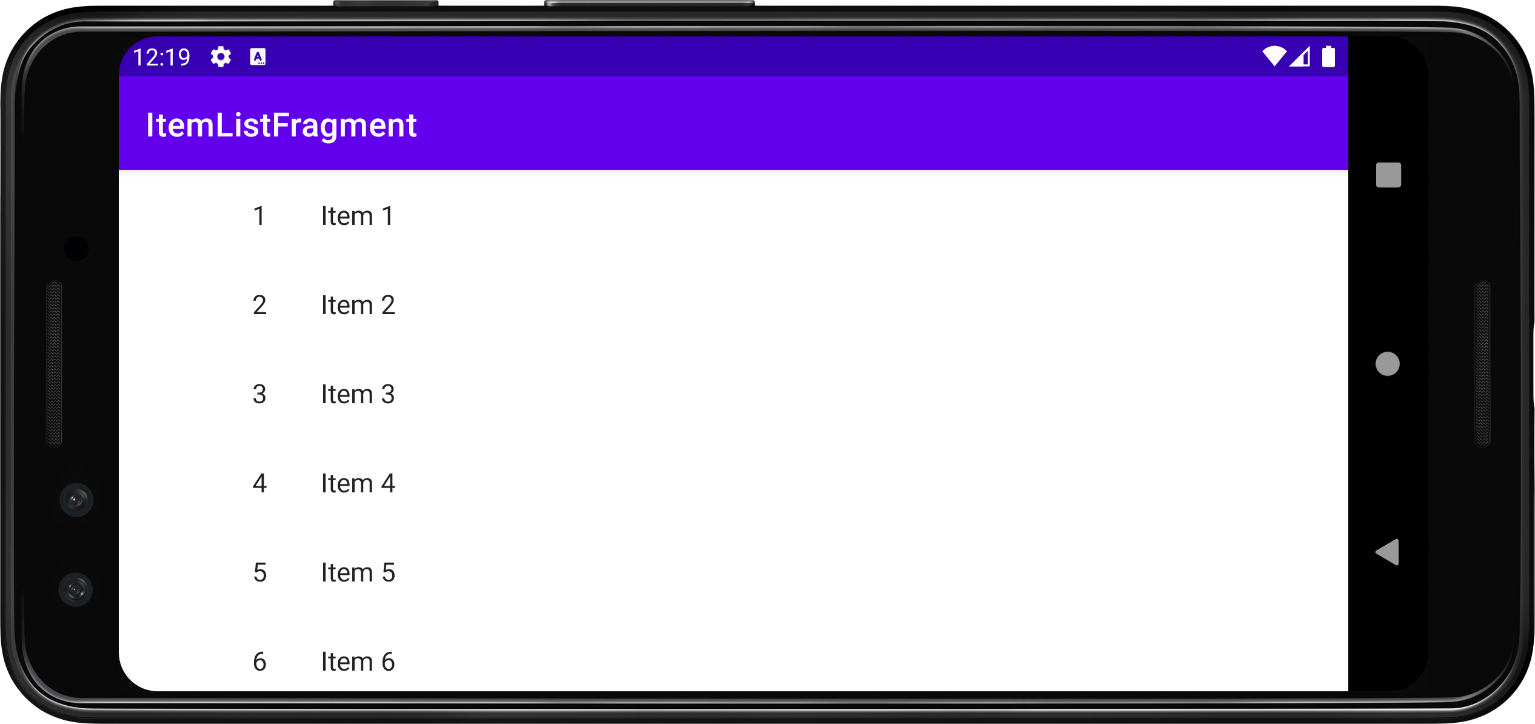 12:19
ItemListFragment
1 Item 1
2 Item 2
3 Item 3
4 Item 4
5 Item 5
6 Item 6